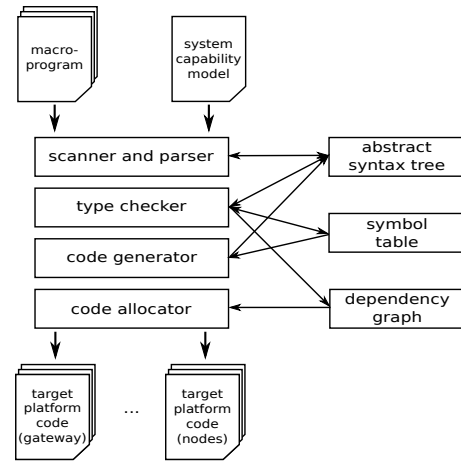 macro-
program
system
capability
model
scanner and parser
abstract
syntax tree
type checker
symbol
table
code generator
code allocator
dependency
graph
target
platform
code
(gateway)
...
target
platform
code
(nodes)